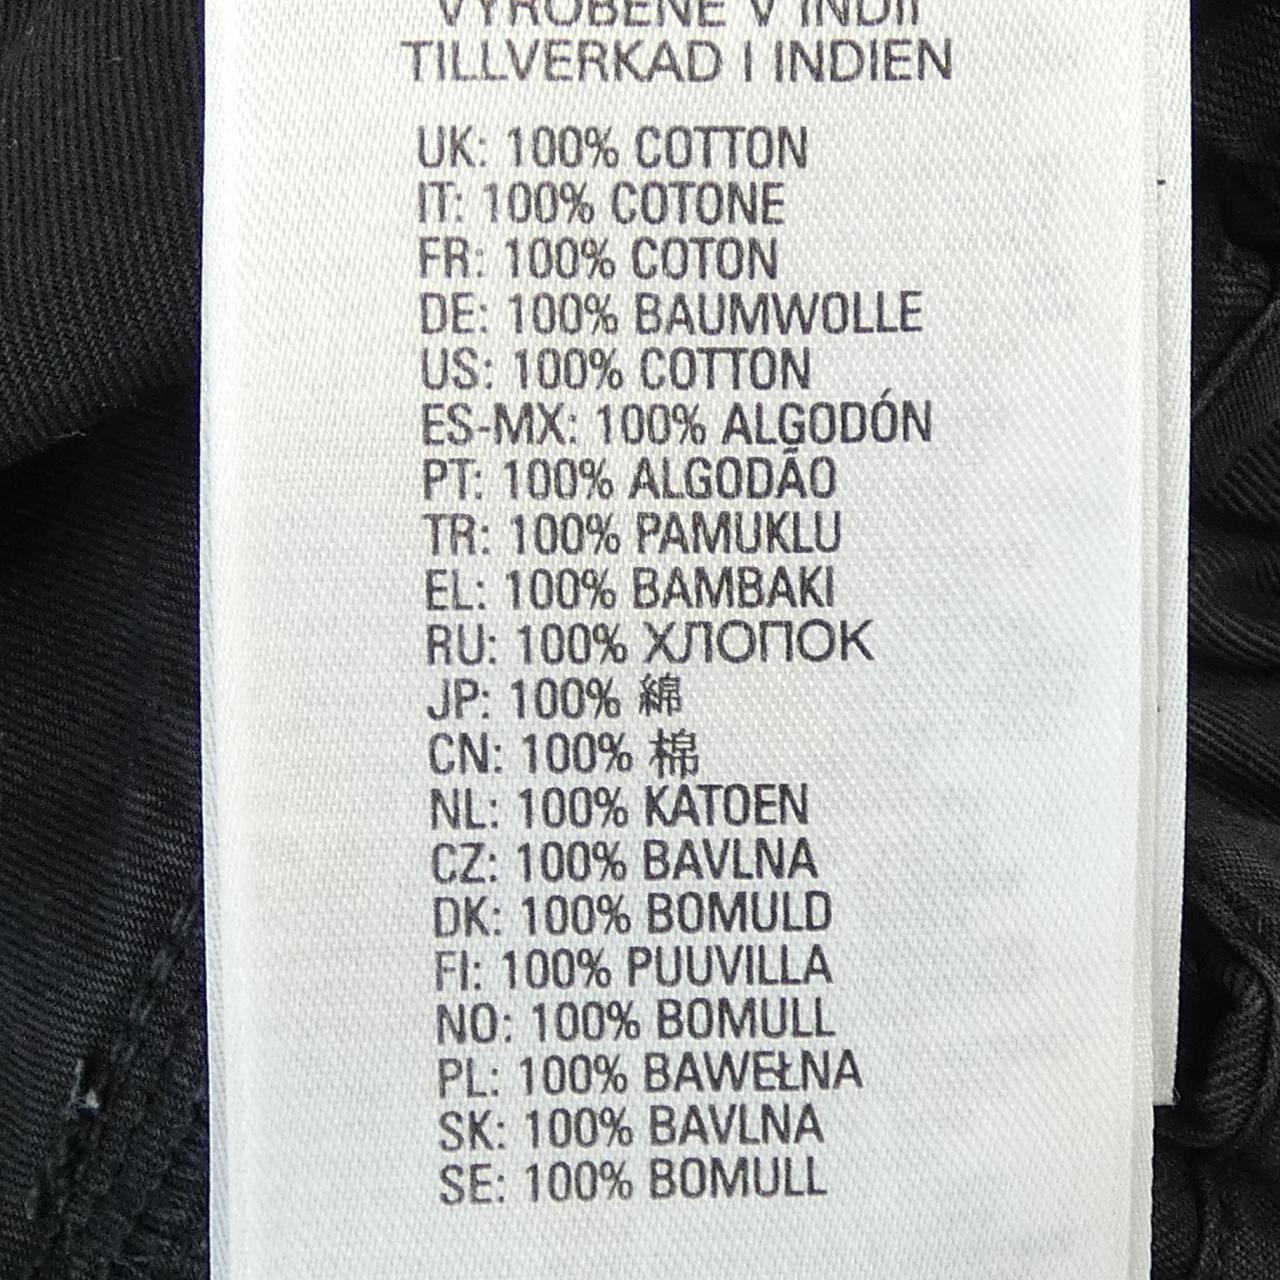 VYROBENÉ V INDII
TILLVERKAD I INDIEN
UK: 100% COTTON
IT: 100% COTONE
FR: 100% COTON
DE: 100% BAUMWOLLE
US: 100% COTTON
ES-MX: 100% ALGODÓN
PT: 100% ALGODÃO
TR: 100% PAMUKLU
EL: 100% BAMBAKI
RU: 100% ХЛОПОК
JP: 100% 綿
CN: 100% 棉
NL: 100% KATOEN
CZ: 100% BAVLNA
DK: 100% BOMULD
FI: 100% PUUVILLA
NO: 100% BOMULL
PL: 100% BAWEŁNA
SK: 100% BAVLNA
SE: 100% BOMULL